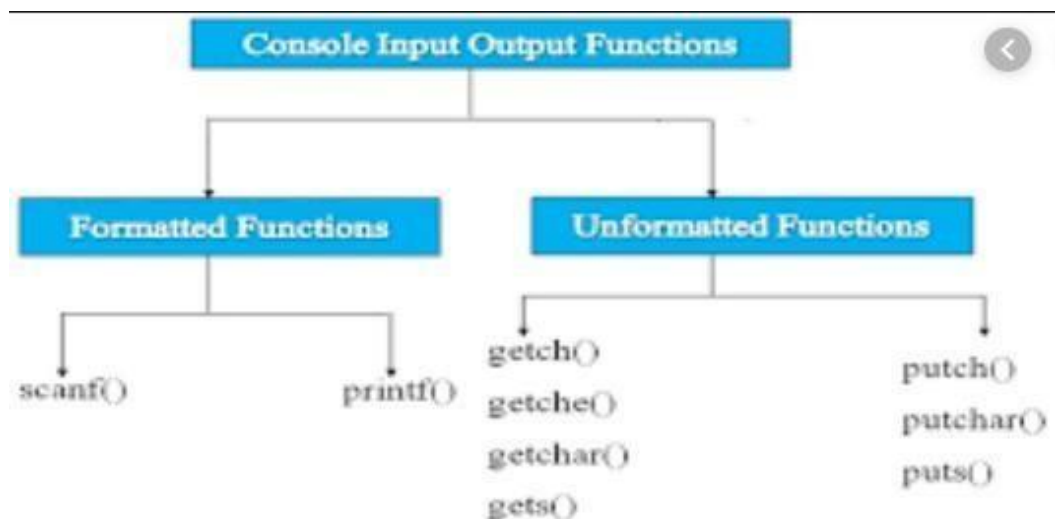 Console Input Output Functions
Formatted Functions
Unformatted Functions
scanf()
printf()
getch()
getche()
getchar()
gets()
putch()
putchar()
puts()